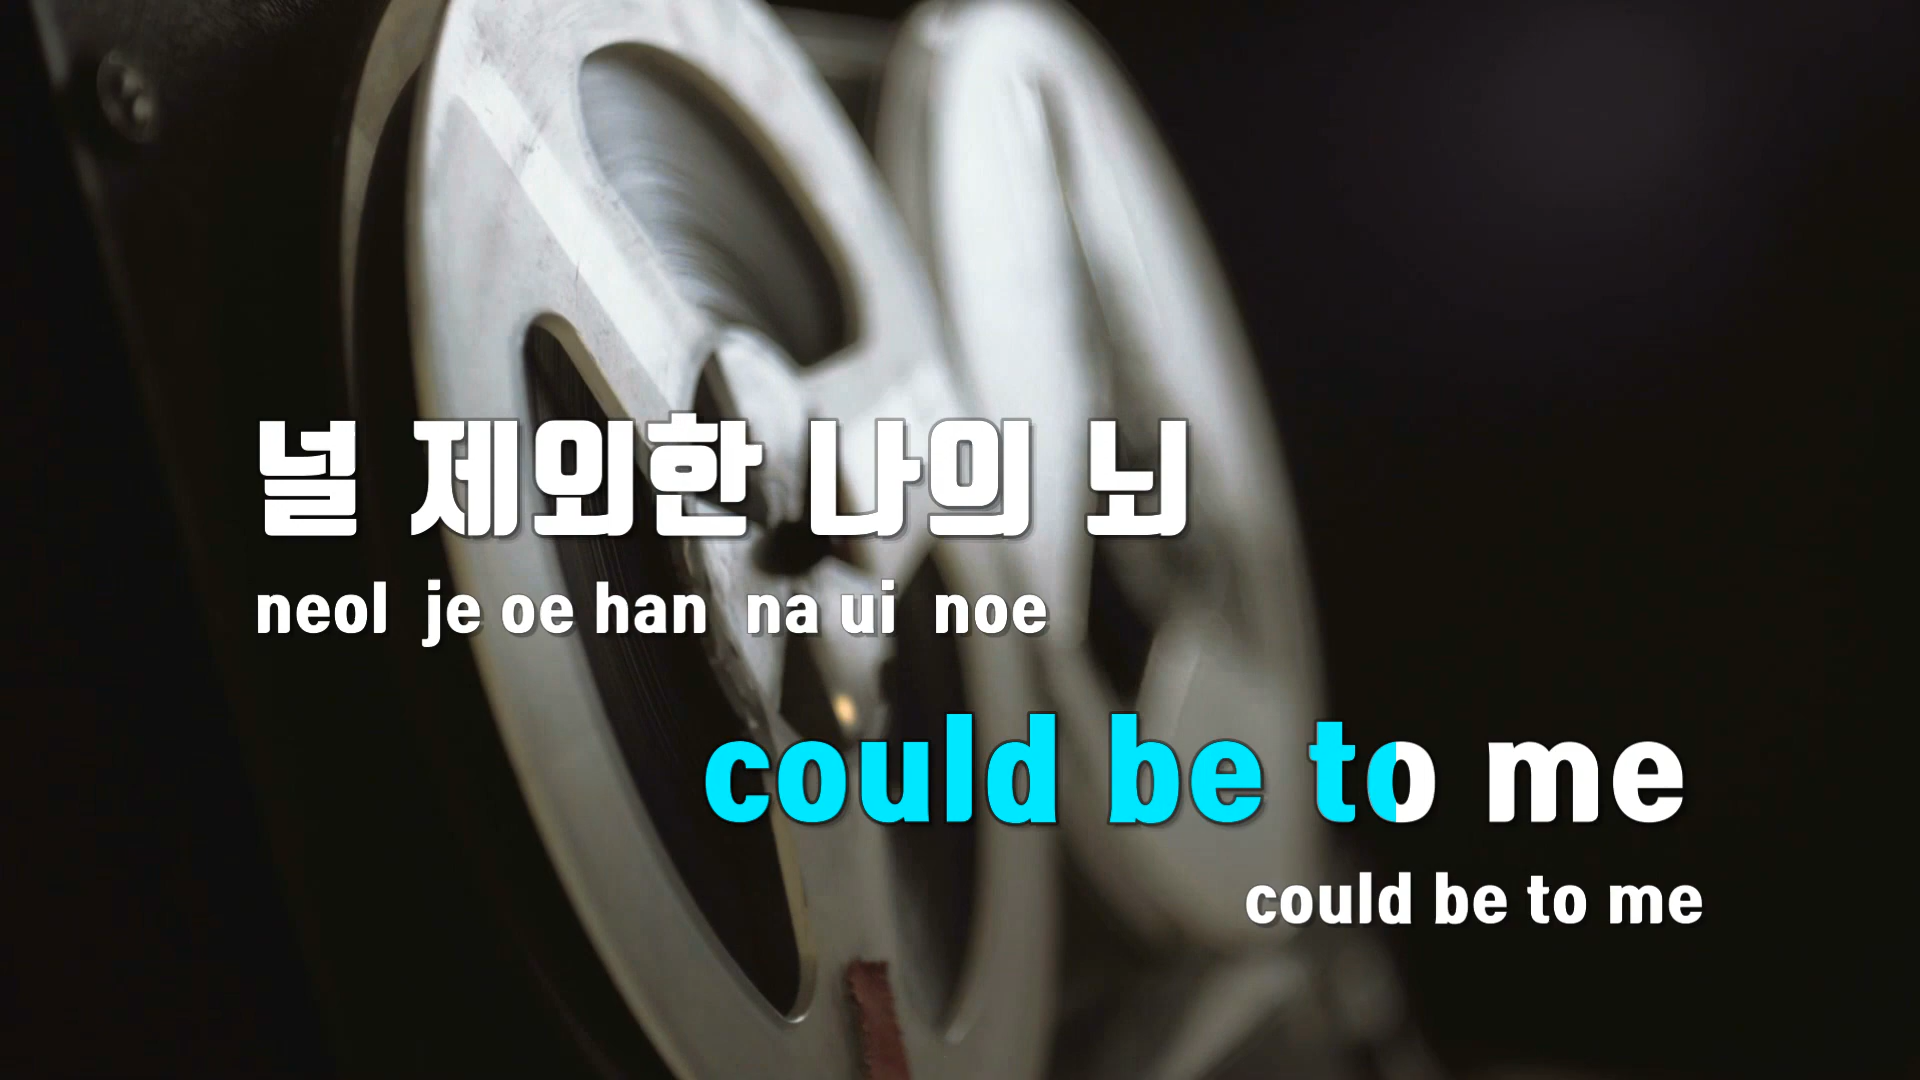 널 제외한 나의 뇌
neol je oe han na ui noe
could be to me
could be to me